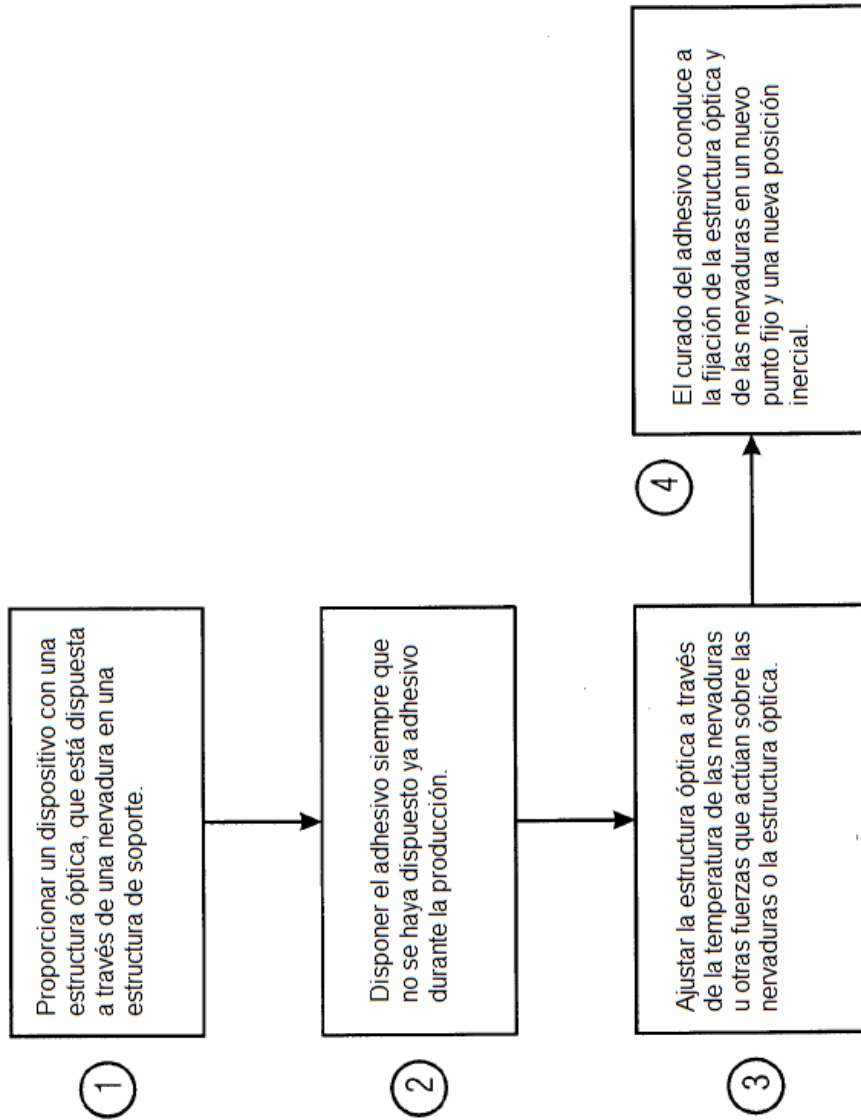 1
Proporcionar un dispositivo con una
estructura óptica, que está dispuesta
a través de una nervadura en una
estructura de soporte.
2
Disponer el adhesivo siempre que
no se haya dispuesto ya adhesivo
durante la producción.
3
Ajustar la estructura óptica a través
de la temperatura de las nervaduras
u otras fuerzas que actúan sobre las
nervaduras o la estructura óptica.
4
El curado del adhesivo conduce a
la fijación de la estructura óptica y
de las nervaduras en un nuevo
punto fijo y una nueva posición
inercial.